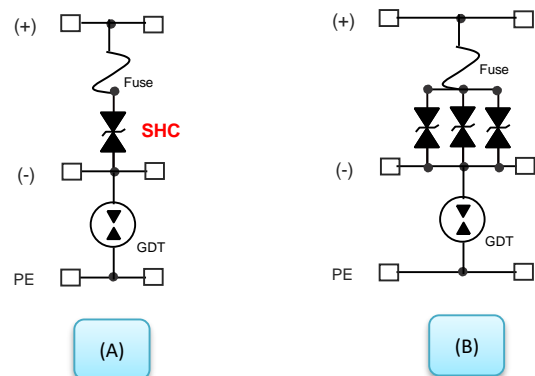 (+)
Fuse
SHC
(-)
GDT
PE
(A)
(+)
Fuse
(-)
GDT
PE
(B)